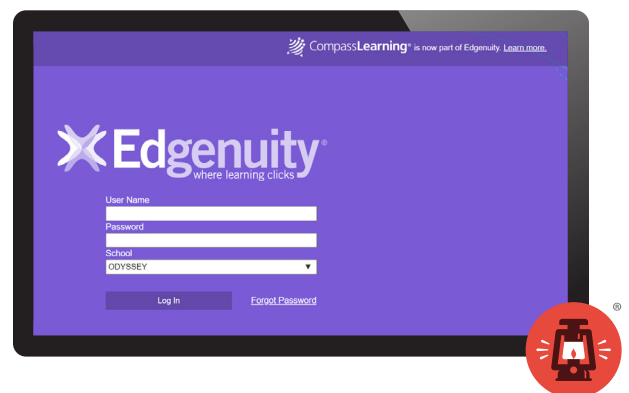 CompassLearning® is now part of Edgenuity. Learn more.
Edgenuity®
where learning clicks
User Name
Password
School
ODYSSEY
Log In Forgot Password
®